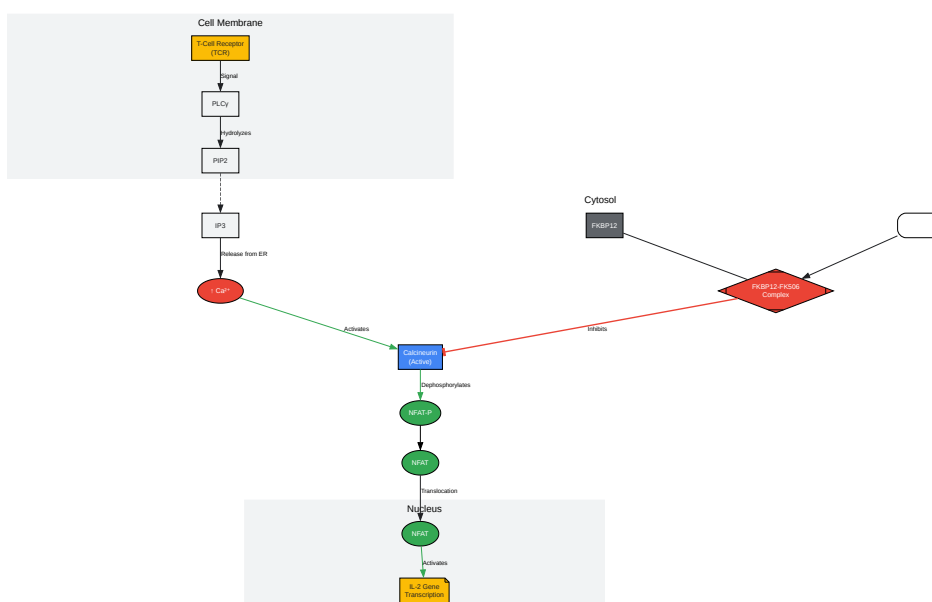 Cell Membrane
T-Cell Receptor
(TCR)
Signal
PLCγ
Hydrolyzes
PIP2
Cytosol
IP3
FKBP12
Release from ER
↑ Ca²⁺
FKBP12-FK506
Complex
Activates
Inhibits
Calcineurin
(Active)
Dephosphorylates
NFAT-P
NFAT
Translocation
Nucleus
NFAT
Activates
IL-2 Gene
Transcription